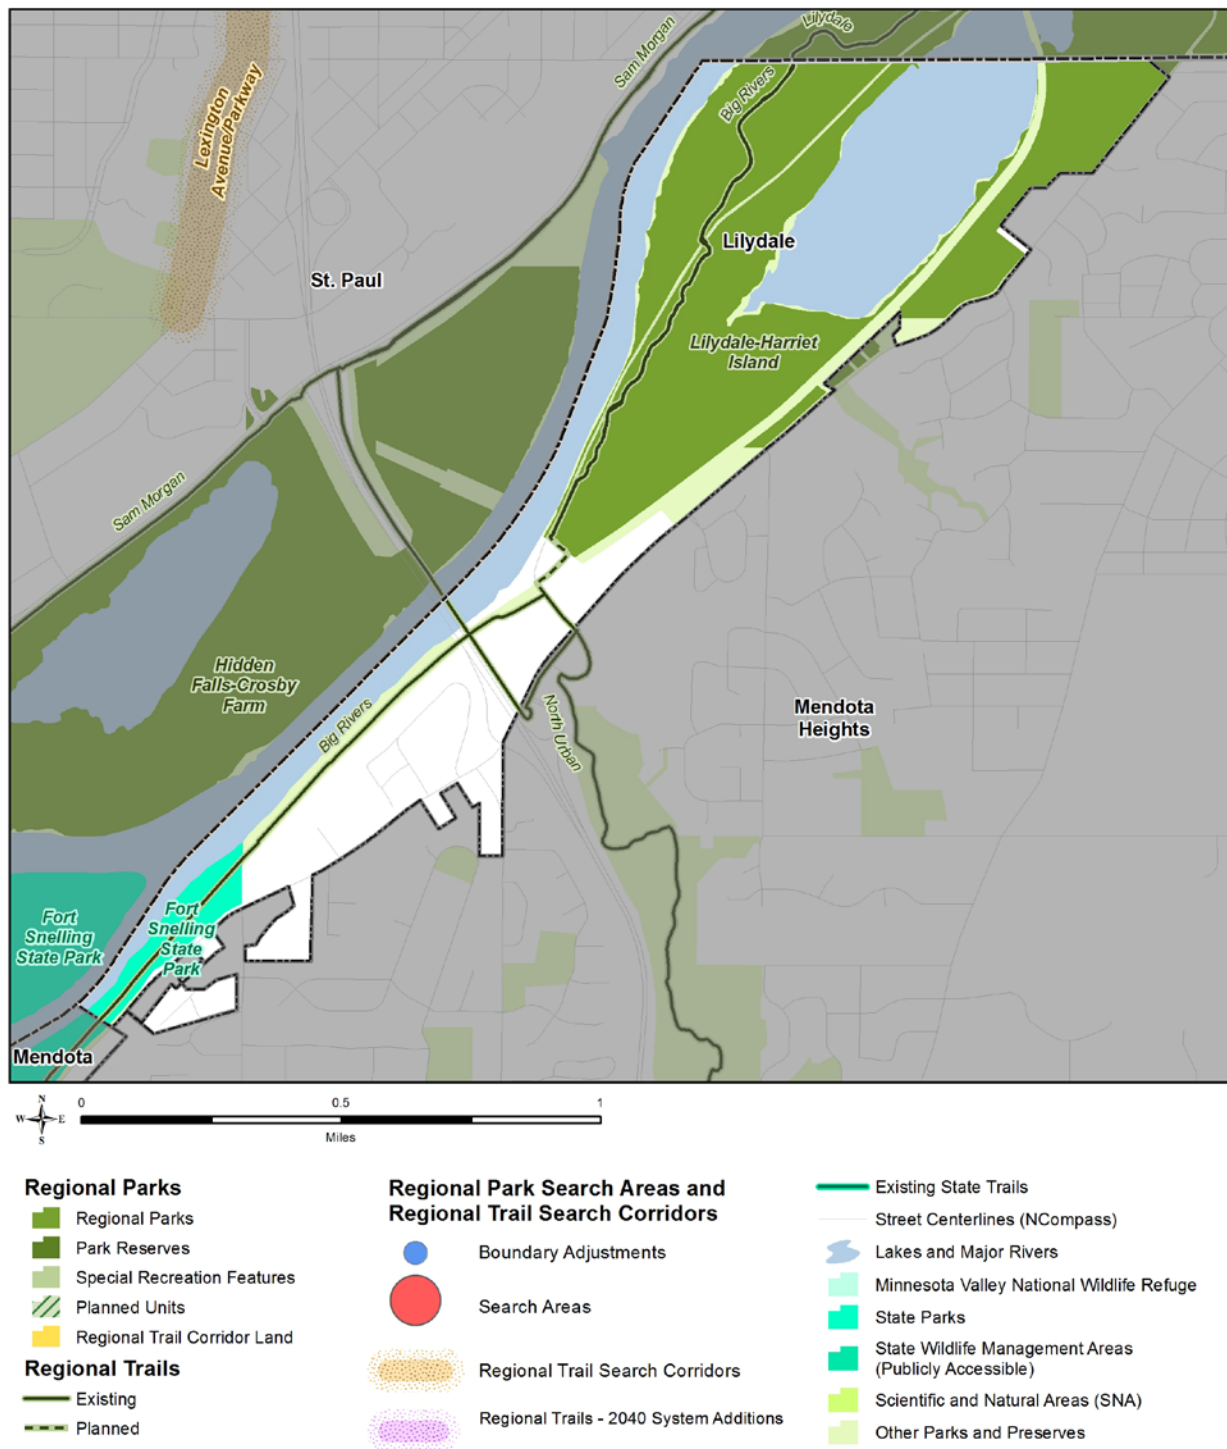 Lilydale
Sam Morgan
Big Rivers
Lexington
Avenue/Parkway
Lilydale
St. Paul
Lilydale-Harriet
Island
Sam Morgan
Hidden
Falls-Crosby
Farm
Big Rivers
North Urban
Mendota
Heights
Fort
Snelling
State Park
Fort
Snelling
State
Park
Mendota
N
W E
S
0 0.5 1
Miles
Regional Parks
Regional Parks
Park Reserves
Special Recreation Features
Planned Units
Regional Trail Corridor Land
Regional Trails
Existing
Planned
Regional Park Search Areas and
Regional Trail Search Corridors
Boundary Adjustments
Search Areas
Regional Trail Search Corridors
Regional Trails - 2040 System Additions
Existing State Trails
Street Centerlines (NCompass)
Lakes and Major Rivers
Minnesota Valley National Wildlife Refuge
State Parks
State Wildlife Management Areas
(Publicly Accessible)
Scientific and Natural Areas (SNA)
Other Parks and Preserves